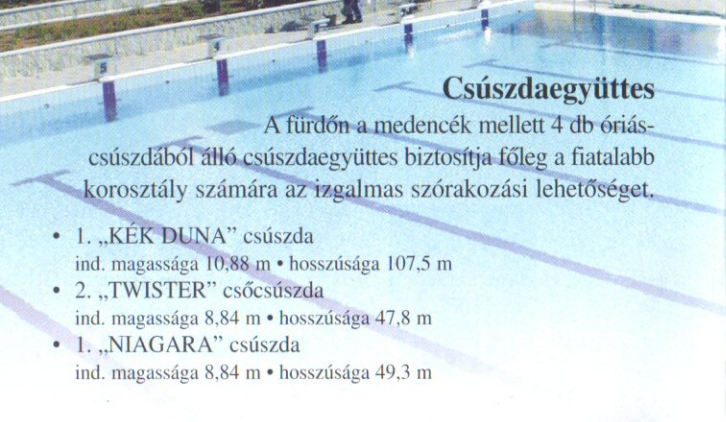 5
Csúszdaegyüttes
A fürdőn a medencék mellett 4 db óriás-
csúszdából álló csúszdaegyüttes biztosítja főleg a fiatalabb
korosztály számára az izgalmas szórakozási lehetőséget.
• 1. „KÉK DUNA” csúszda
ind. magassága 10,88 m • hosszúsága 107,5 m
• 2. „TWISTER” csőcsúszda
ind. magassága 8,84 m • hosszúsága 47,8 m
• 1. „NIAGARA” csúszda
ind. magassága 8,84 m • hosszúsága 49,3 m